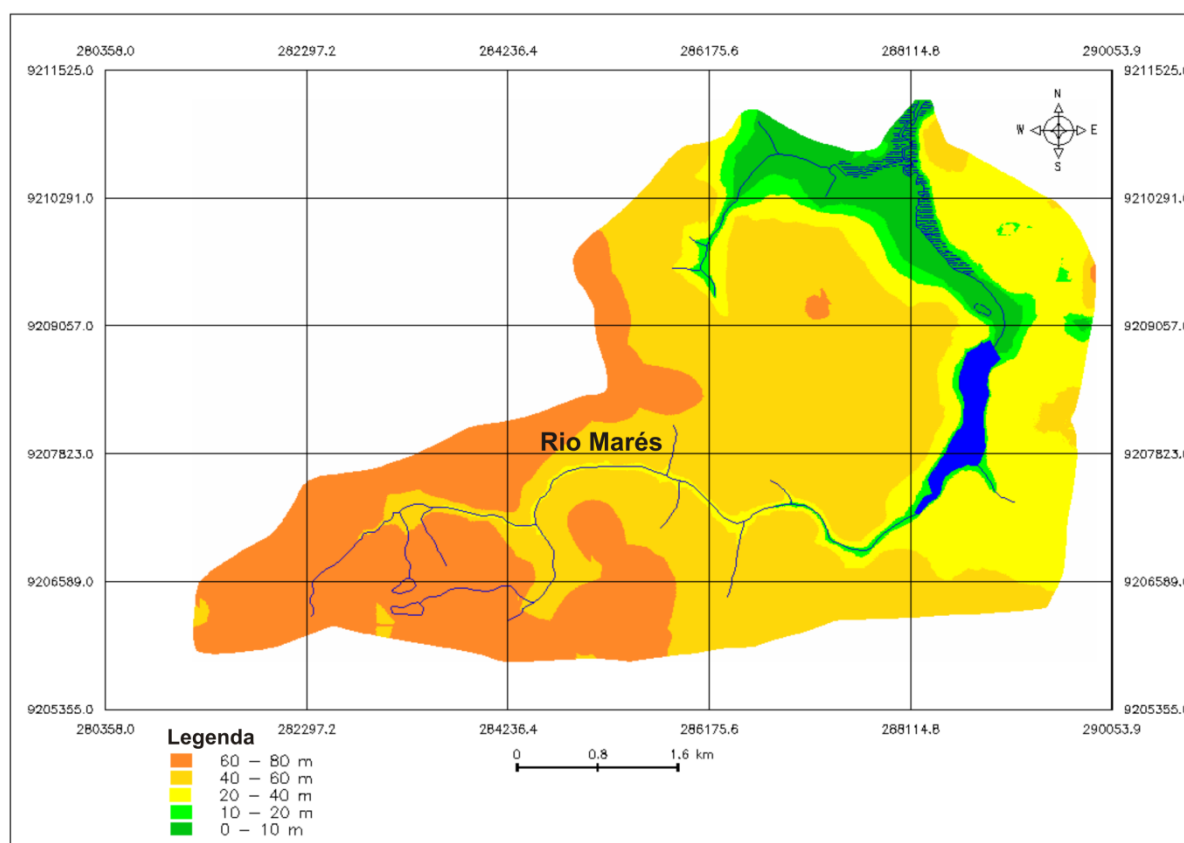 280358.0 282297.2 284236.4 286175.6 288114.8 290053.9
9211525.0 9211525.0
N
W E
S
9210291.0 9210291.0
9209057.0 9209057.0
Rio Marés
9207823.0 9207823.0
9206589.0 9206589.0
9205355.0 9205355.0
280358.0 282297.2 284236.4 286175.6 288114.8 290053.9
Legenda
60 – 80 m
40 – 60 m
20 – 40 m
10 – 20 m
0 – 10 m
0 0.8 1.6 km